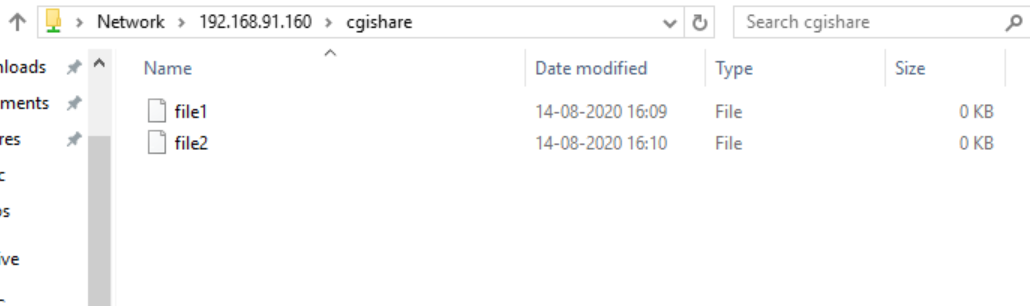 Network > 192.168.91.160 > cgishare
Search cgishare
nloads
ments
res
ive
Name Date modified Type Size
file1 14-08-2020 16:09 File 0 KB
file2 14-08-2020 16:10 File 0 KB